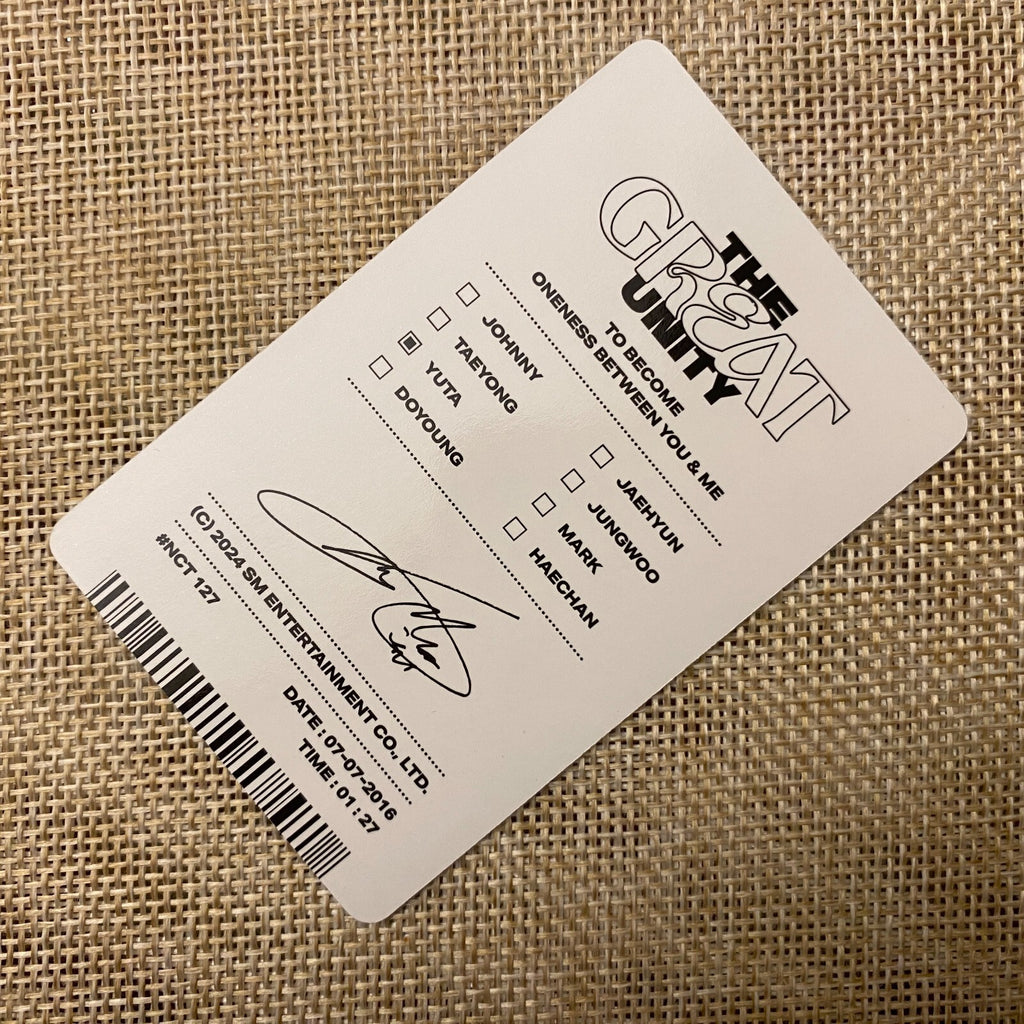 THE
GREAT
UNITY
TO BECOME
ONENESS BETWEEN YOU & ME
JOHNNY
TAEYONG
YUTA
DOYOUNG
JAEHYUN
JUNGWOO
MARK
HAECHAN
(C) 2024 SM ENTERTAINMENT CO., LTD.
#NCT 127
DATE : 07-07-2016
TIME : 01 : 27